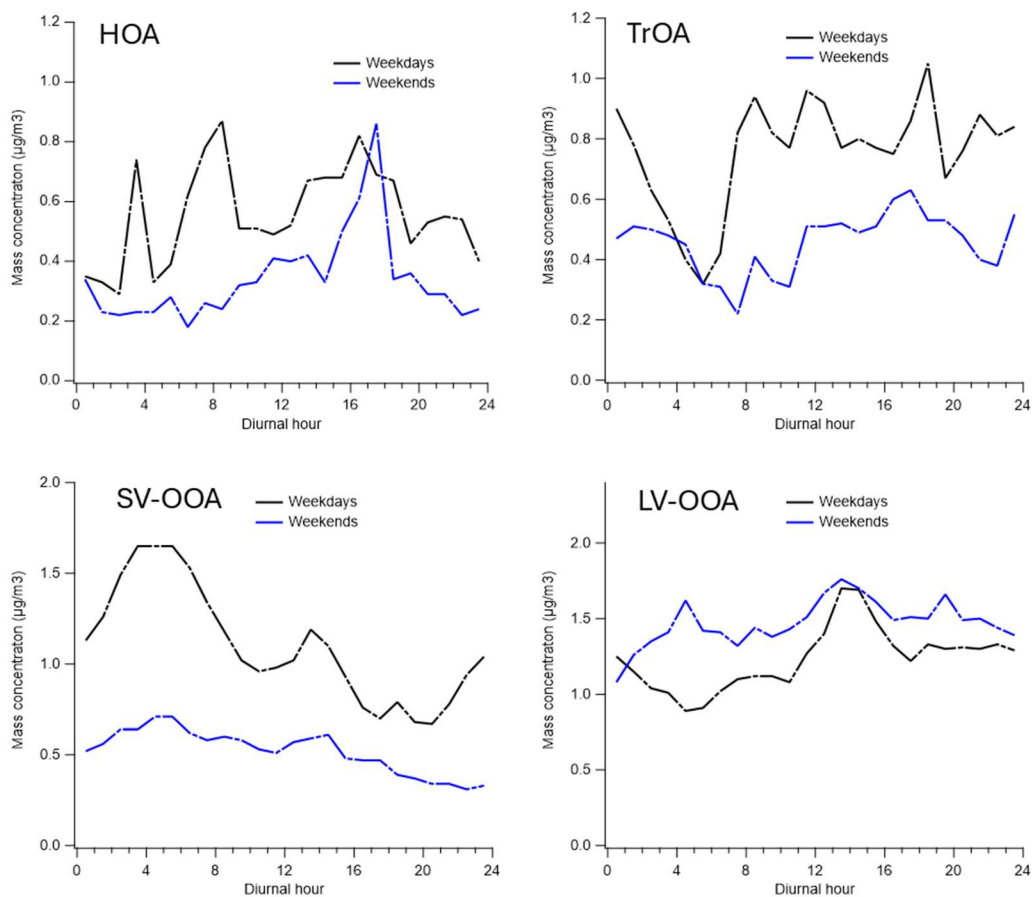 HOA
Weekdays
Weekends
Mass concentraton (µg/m3)
1.2
1.0
0.8
0.6
0.4
0.2
0.0
0 4 8 12 16 20 24
Diurnal hour
TrOA
Weekdays
Weekends
Mass concentraton (µg/m3)
1.2
1.0
0.8
0.6
0.4
0.2
0.0
0 4 8 12 16 20 24
Diurnal hour
SV-OOA
Weekdays
Weekends
Mass concentraton (µg/m3)
2.0
1.5
1.0
0.5
0.0
0 4 8 12 16 20 24
Diurnal hour
LV-OOA
Weekdays
Weekends
Mass concentraton (µg/m3)
2.0
1.5
1.0
0.5
0.0
0 4 8 12 16 20 24
Diurnal hour